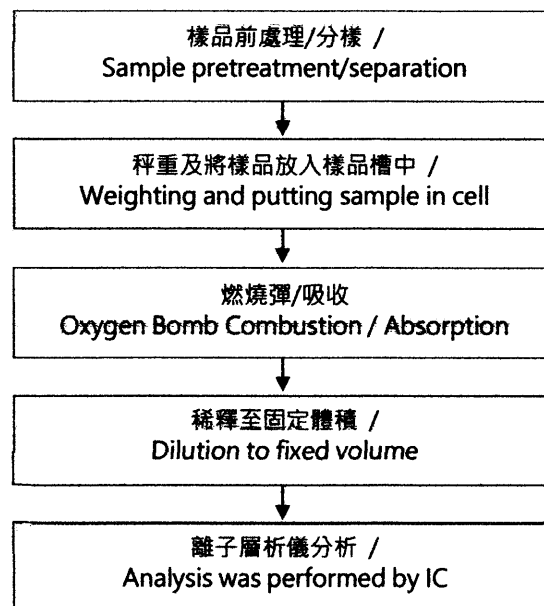 樣品前處理/分樣 /
Sample pretreatment/separation
秤重及將樣品放入樣品槽中 /
Weighting and putting sample in cell
燃燒彈/吸收
Oxygen Bomb Combustion / Absorption
稀釋至固定體積 /
Dilution to fixed volume
離子層析儀分析 /
Analysis was performed by IC